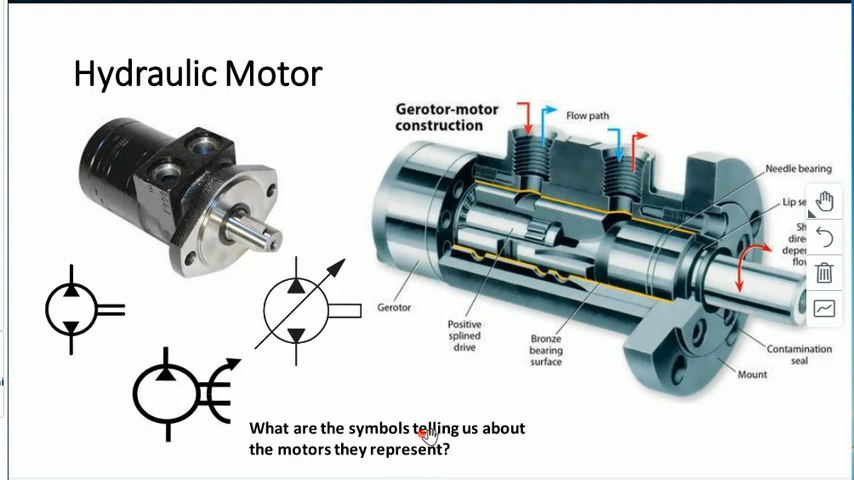 Hydraulic Motor
Gerotor-motor
construction
Flow path
Needle bearing
Lip
Gerotor
Positive
splined
drive
Bronze
bearing
surface
Contamination
seal
Mount
What are the symbols telling us about
the motors they represent?